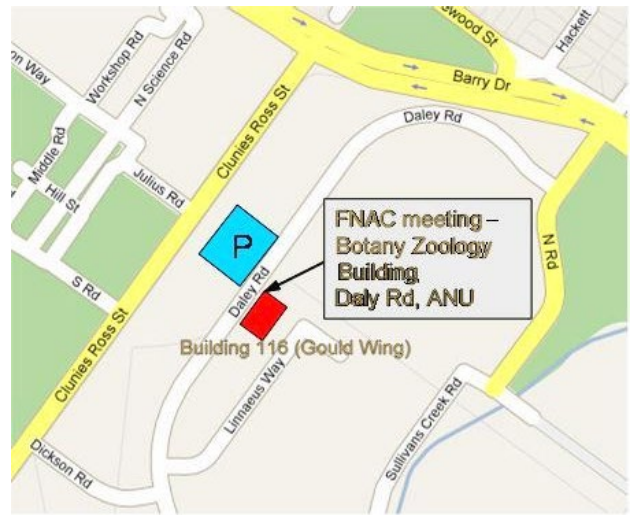 swood St
Hackett
Workshop Rd
N Science Rd
on Way
Barry Dr
Clunies Ross St
Daley Rd
Middle Rd
Hill St
Julius Rd
FNAC meeting –
Botany Zoology
Building,
Daly Rd, ANU
P
N Rd
S Rd
Daley Rd
Building 116 (Gould Wing)
Clunies Ross St
Linnaeus Way
Sullivans Creek Rd
Dickson Rd